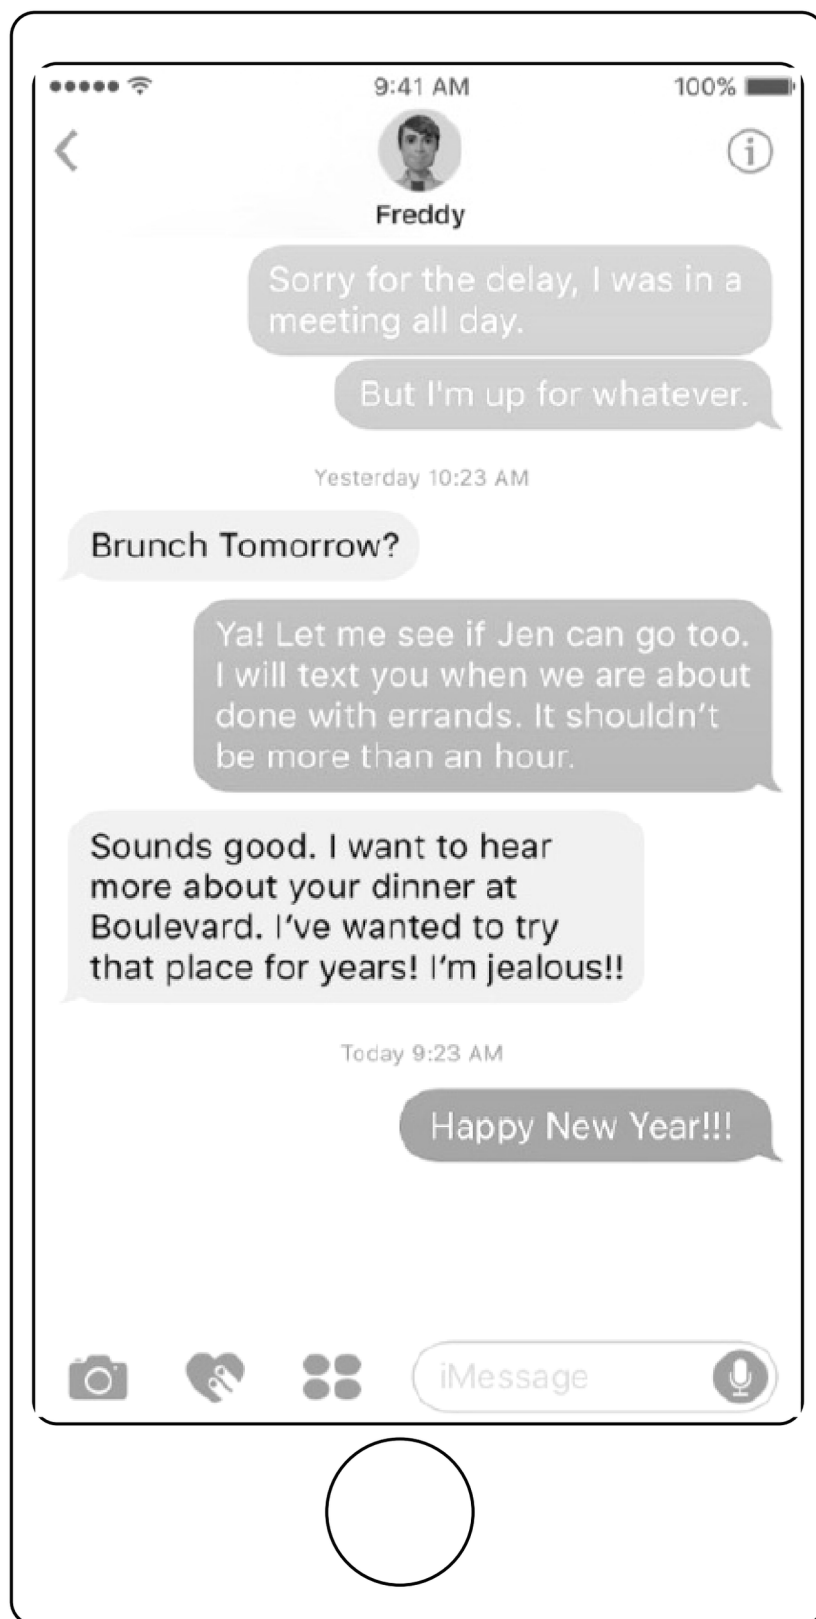 9:41 AM
100%
Freddy
Sorry for the delay, I was in a
meeting all day.
But I'm up for whatever.
Yesterday 10:23 AM
Brunch Tomorrow?
Ya! Let me see if Jen can go too.
I will text you when we are about
done with errands. It shouldn’t
be more than an hour.
Sounds good. I want to hear
more about your dinner at
Boulevard. I’ve wanted to try
that place for years! I’m jealous!!
Today 9:23 AM
Happy New Year!!!
iMessage